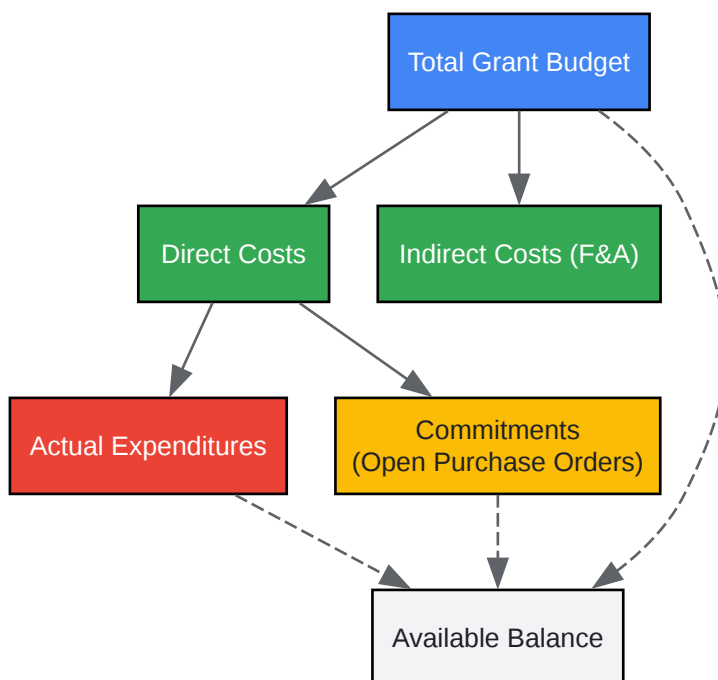 Total Grant Budget
Direct Costs
Indirect Costs (F&A)
Actual Expenditures
Commitments
(Open Purchase Orders)
Available Balance